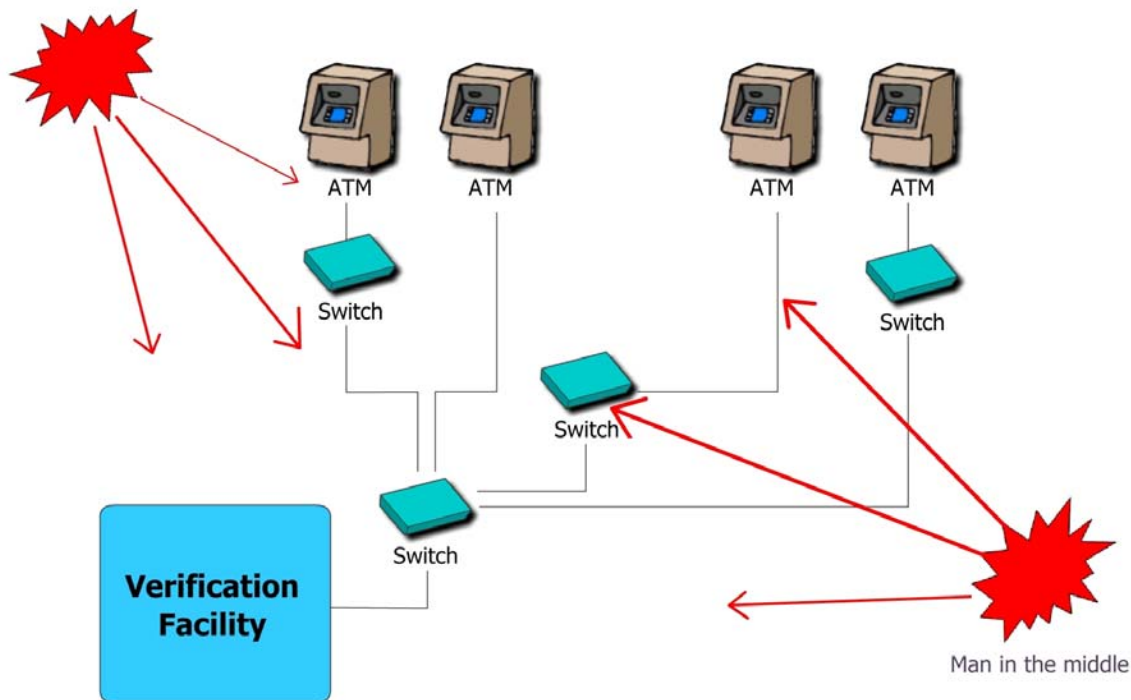 ATM
ATM
ATM
ATM
Switch
Switch
Switch
Switch
Verification
Facility
Man in the middle